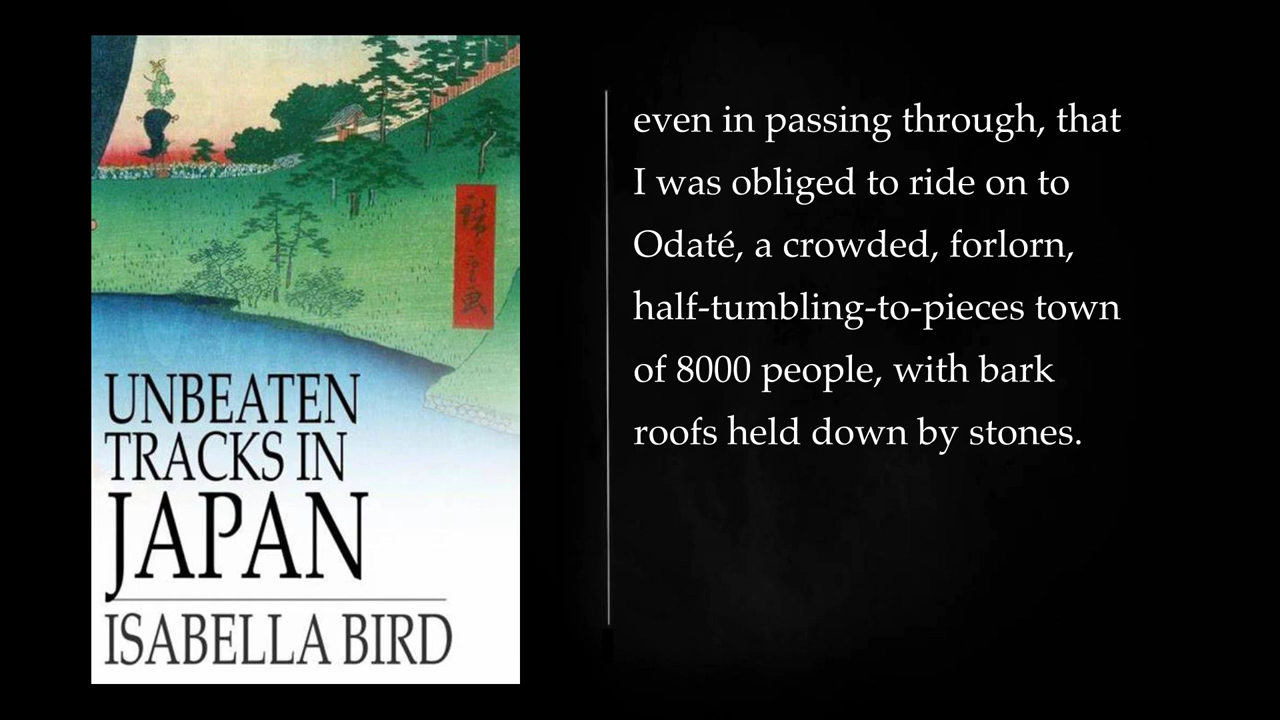 UNBEATEN
TRACKS IN
JAPAN
ISABELLA BIRD
even in passing through, that
I was obliged to ride on to
Odaté, a crowded, forlorn,
half-tumbling-to-pieces town
of 8000 people, with bark
roofs held down by stones.